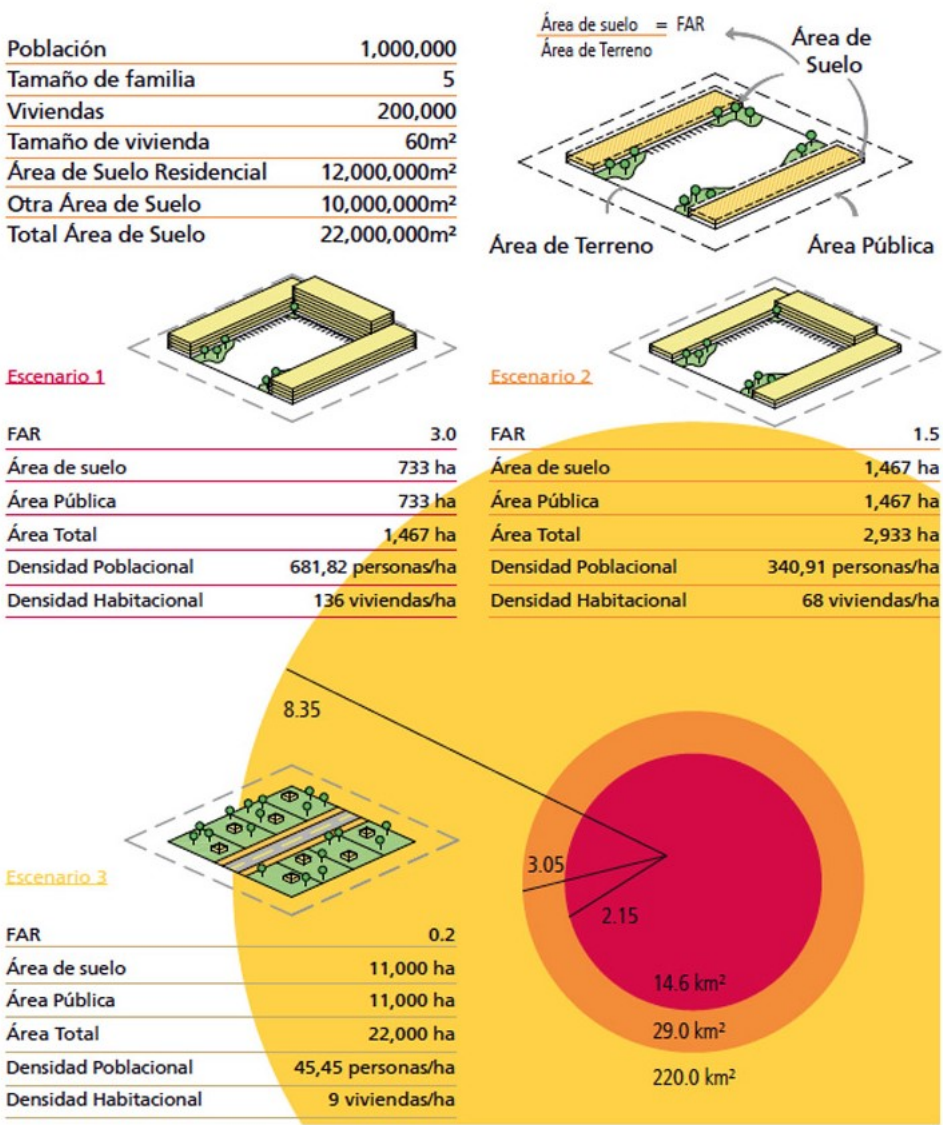 Población 1,000,000
Tamaño de familia 5
Viviendas 200,000
Tamaño de vivienda 60m²
Área de Suelo Residencial 12,000,000m²
Otra Área de Suelo 10,000,000m²
Total Área de Suelo 22,000,000m²
Área de suelo = FAR
Área de Terreno
Área de
Suelo
Área de Terreno
Área Pública
Escenario 1
FAR 3.0
Área de suelo 733 ha
Área Pública 733 ha
Área Total 1,467 ha
Densidad Poblacional 681,82 personas/ha
Densidad Habitacional 136 viviendas/ha
Escenario 2
FAR 1.5
Área de suelo 1,467 ha
Área Pública 1,467 ha
Área Total 2,933 ha
Densidad Poblacional 340,91 personas/ha
Densidad Habitacional 68 viviendas/ha
Escenario 3
FAR 0.2
Área de suelo 11,000 ha
Área Pública 11,000 ha
Área Total 22,000 ha
Densidad Poblacional 45,45 personas/ha
Densidad Habitacional 9 viviendas/ha
8.35
3.05
2.15
14.6 km²
29.0 km²
220.0 km²